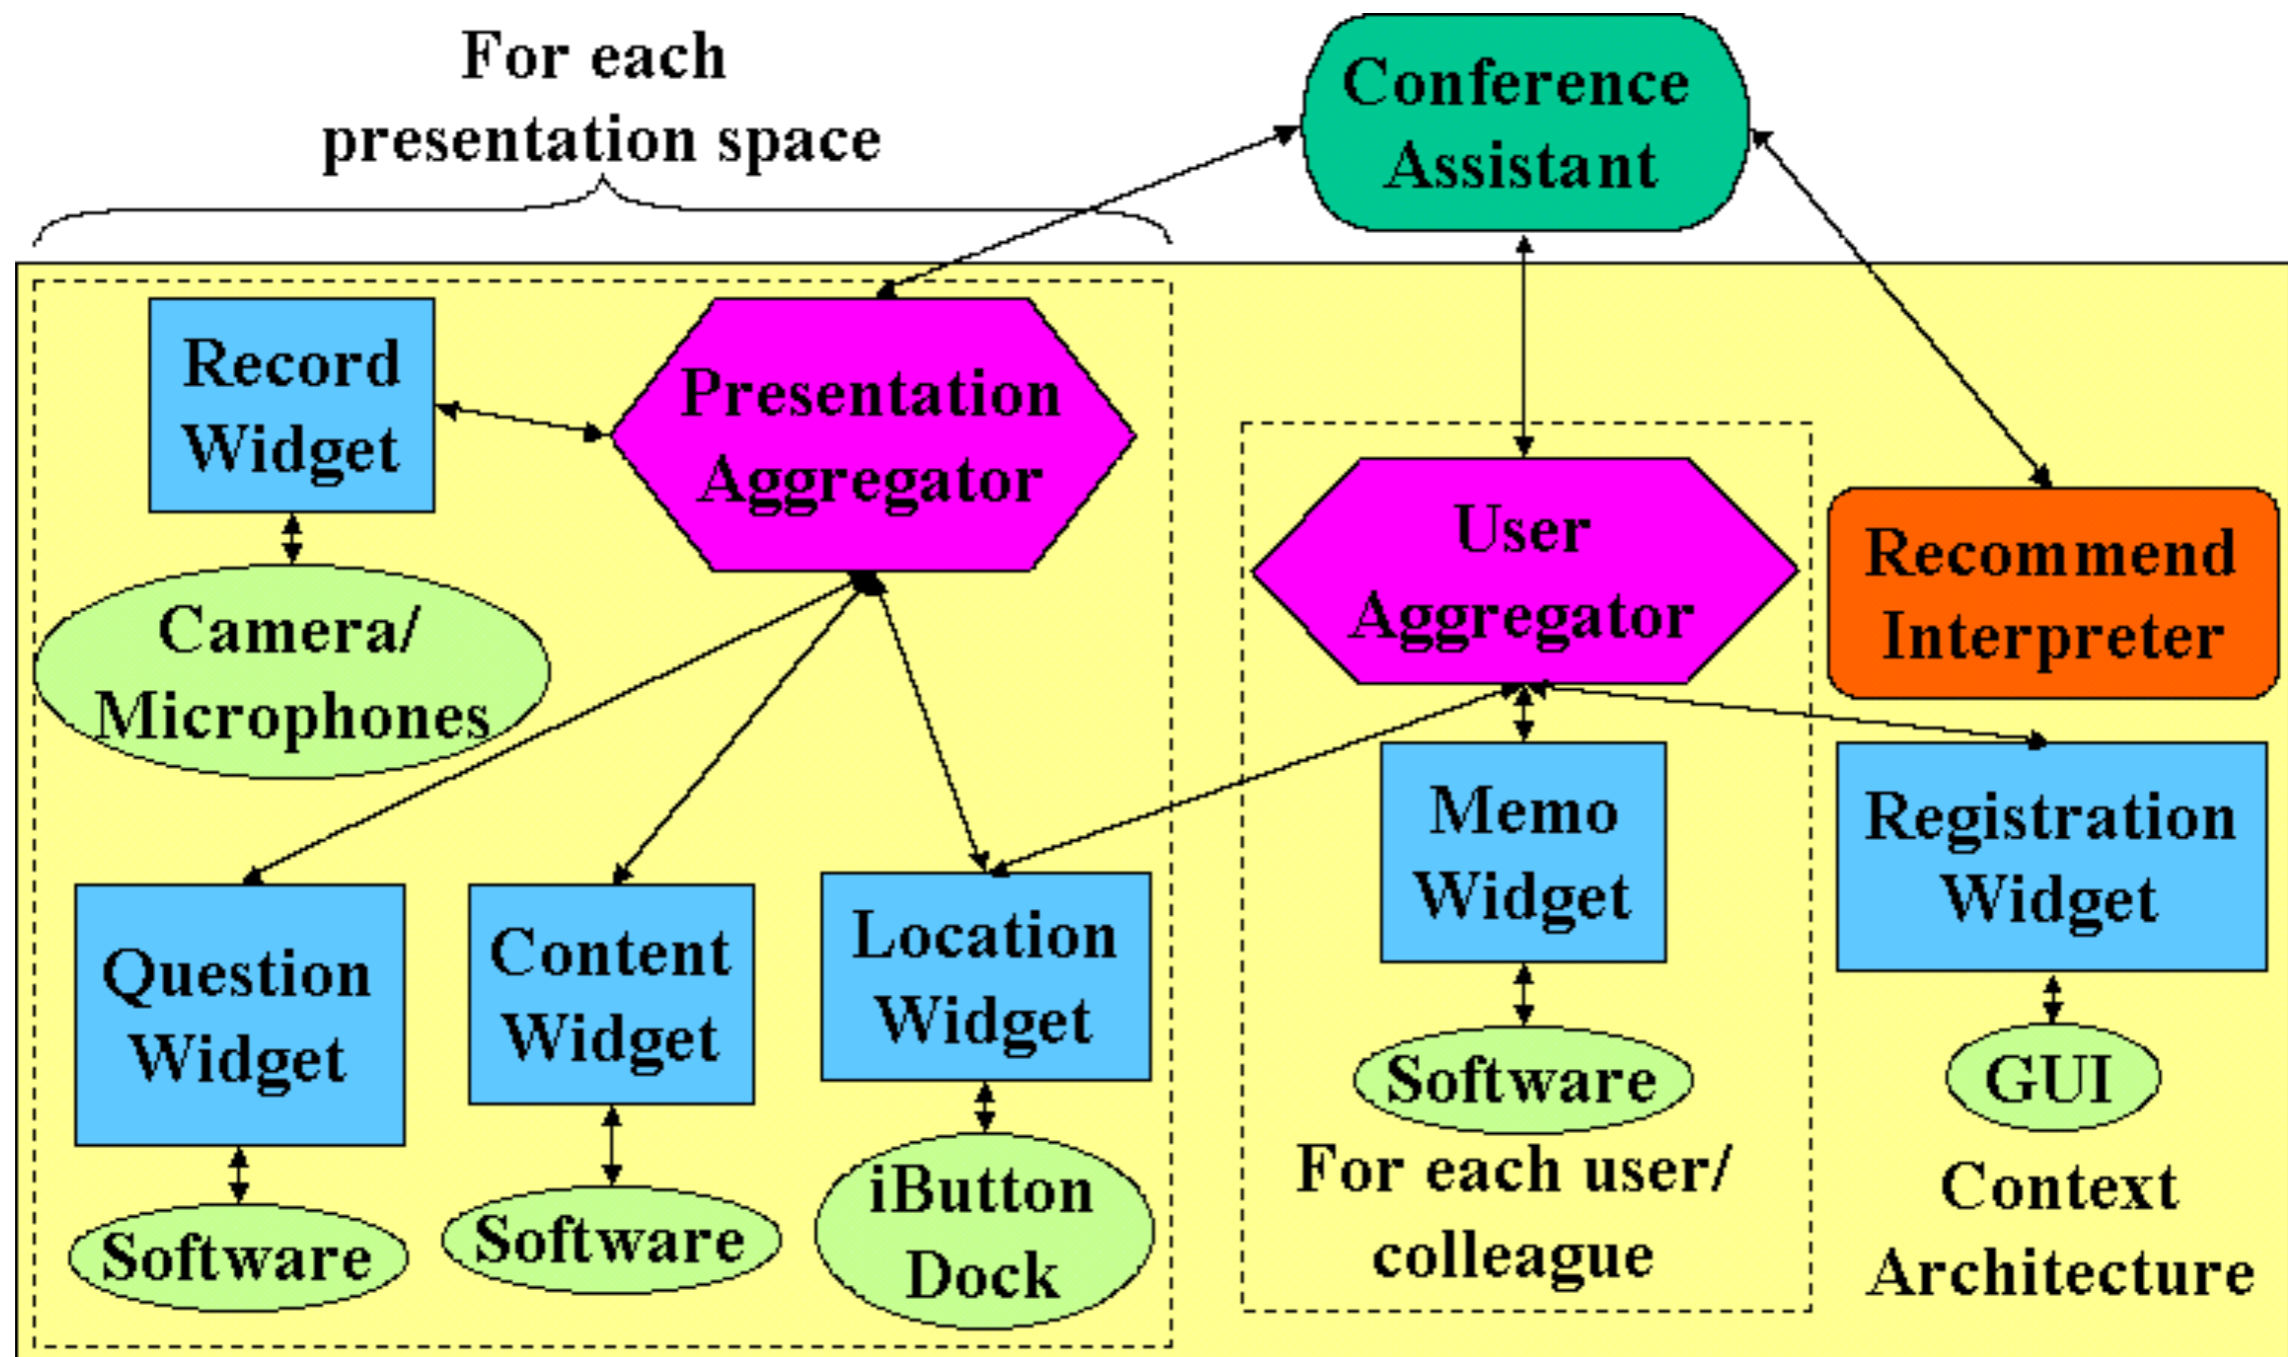 For each
presentation space
Conference
Assistant
Record
Widget
Presentation
Aggregator
User
Aggregator
Recommend
Interpreter
Camera/
Microphones
Memo
Widget
Registration
Widget
Question
Widget
Content
Widget
Location
Widget
Software
Software
iButton
Dock
Software
For each user/
colleague
GUI
Context
Architecture